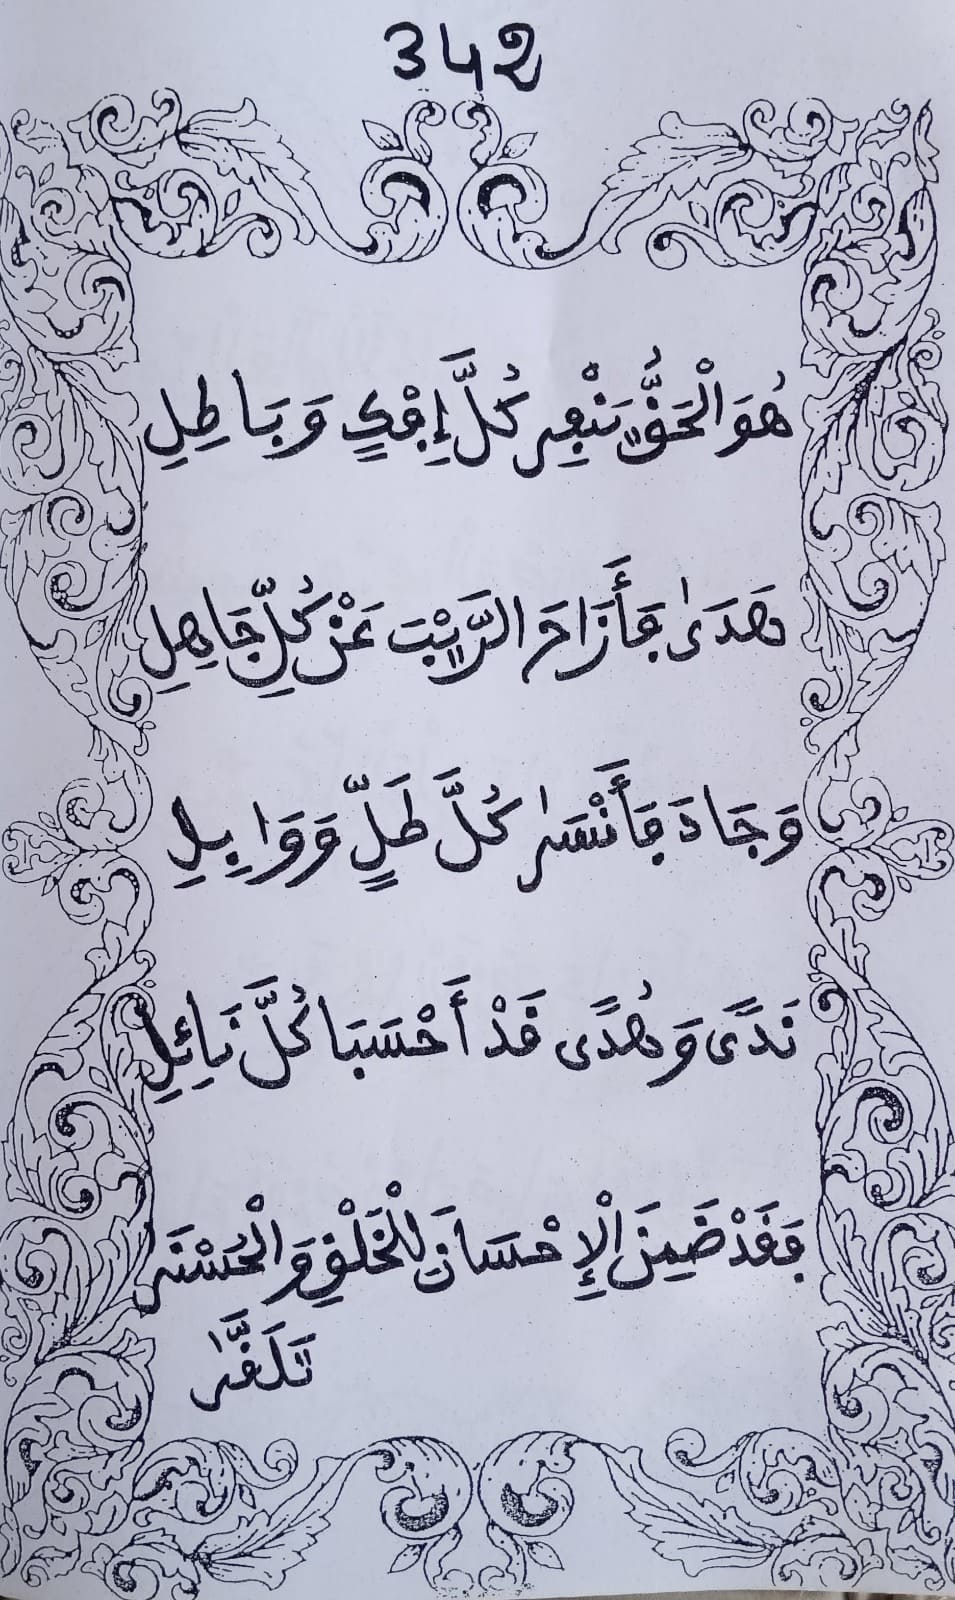 342
هُوَ الْحَقُّ يَنْفِي كُلَّ إِفْكٍ وَبَاطِلِ
هَدَىٰ فَأَزَاحَ الرَّيْبَ عَنْ كُلِّ جَاهِلِ
وَجَادَ فَأَنْسَىٰ كُلَّ طَلٍّ وَوَابِلِ
نَدًى وَهُدًى قَدْ أَحْسَبَا كُلَّ نَائِلِ
فَقَدْ ضَمِنَ الْإِحْسَانَ لِلْخَلْقِ وَالْحُسْنَىٰ
تَلَقَّىٰ